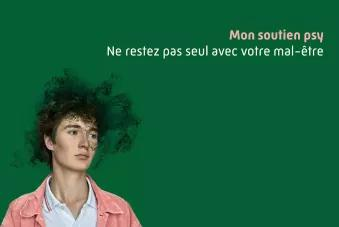 Mon soutien psy
Ne restez pas seul avec votre mal-être